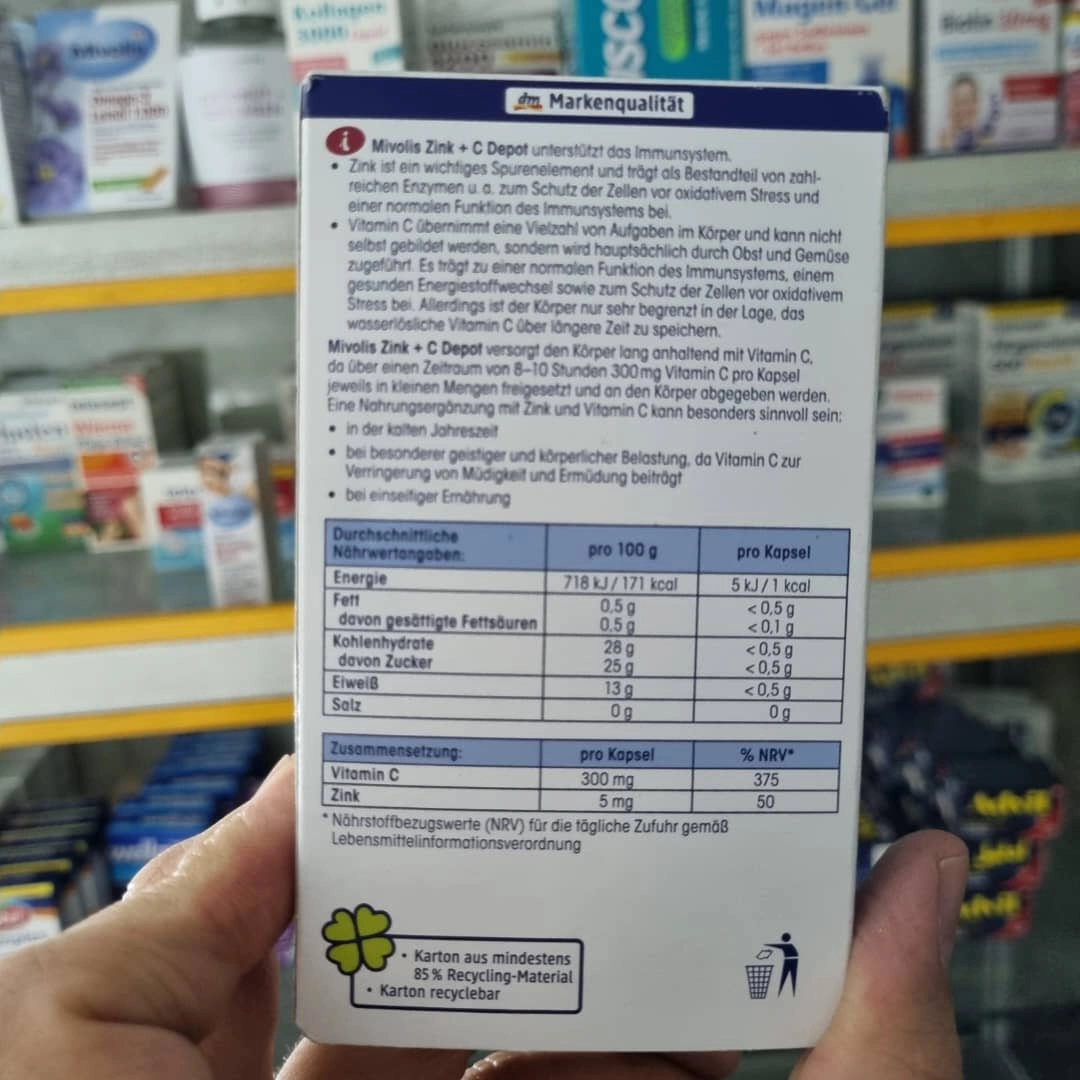 dm Markenqualität
Mivolis Zink + C Depot unterstützt das Immunsystem.
• Zink ist ein wichtiges Spurenelement und trägt als Bestandteil von zahl-
reichen Enzymen u. a. zum Schutz der Zellen vor oxidativem Stress und
einer normalen Funktion des Immunsystems bei.
• Vitamin C übernimmt eine Vielzahl von Aufgaben im Körper und kann nicht
selbst gebildet werden, sondern wird hauptsächlich durch Obst und Gemüse
zugeführt. Es trägt zu einer normalen Funktion des Immunsystems, einem
gesunden Energiestoffwechsel sowie zum Schutz der Zellen vor oxidativem
Stress bei. Allerdings ist der Körper nur sehr begrenzt in der Lage, das
wasserlösliche Vitamin C über längere Zeit zu speichern.
Mivolis Zink + C Depot versorgt den Körper lang anhaltend mit Vitamin C,
da über einen Zeitraum von 8–10 Stunden 300 mg Vitamin C pro Kapsel
jeweils in kleinen Mengen freigesetzt und an den Körper abgegeben werden.
Eine Nahrungsergänzung mit Zink und Vitamin C kann besonders sinnvoll sein:
• in der kalten Jahreszeit
• bei besonderer geistiger und körperlicher Belastung, da Vitamin C zur
Verringerung von Müdigkeit und Ermüdung beiträgt
• bei einseitiger Ernährung
Durchschnittliche
Nährwertangaben: pro 100 g pro Kapsel
Energie 718 kJ / 171 kcal 5 kJ / 1 kcal
Fett 0,5 g < 0,5 g
davon gesättigte Fettsäuren 0,5 g < 0,1 g
Kohlenhydrate 28 g < 0,5 g
davon Zucker 25 g < 0,5 g
Eiweiß 13 g < 0,5 g
Salz 0 g 0 g
Zusammensetzung: pro Kapsel % NRV*
Vitamin C 300 mg 375
Zink 5 mg 50
* Nährstoffbezugswerte (NRV) für die tägliche Zufuhr gemäß
Lebensmittelinformationsverordnung
• Karton aus mindestens
85 % Recycling-Material
• Karton recyclebar
Mivolis
Kollagen
Biotin
Advil